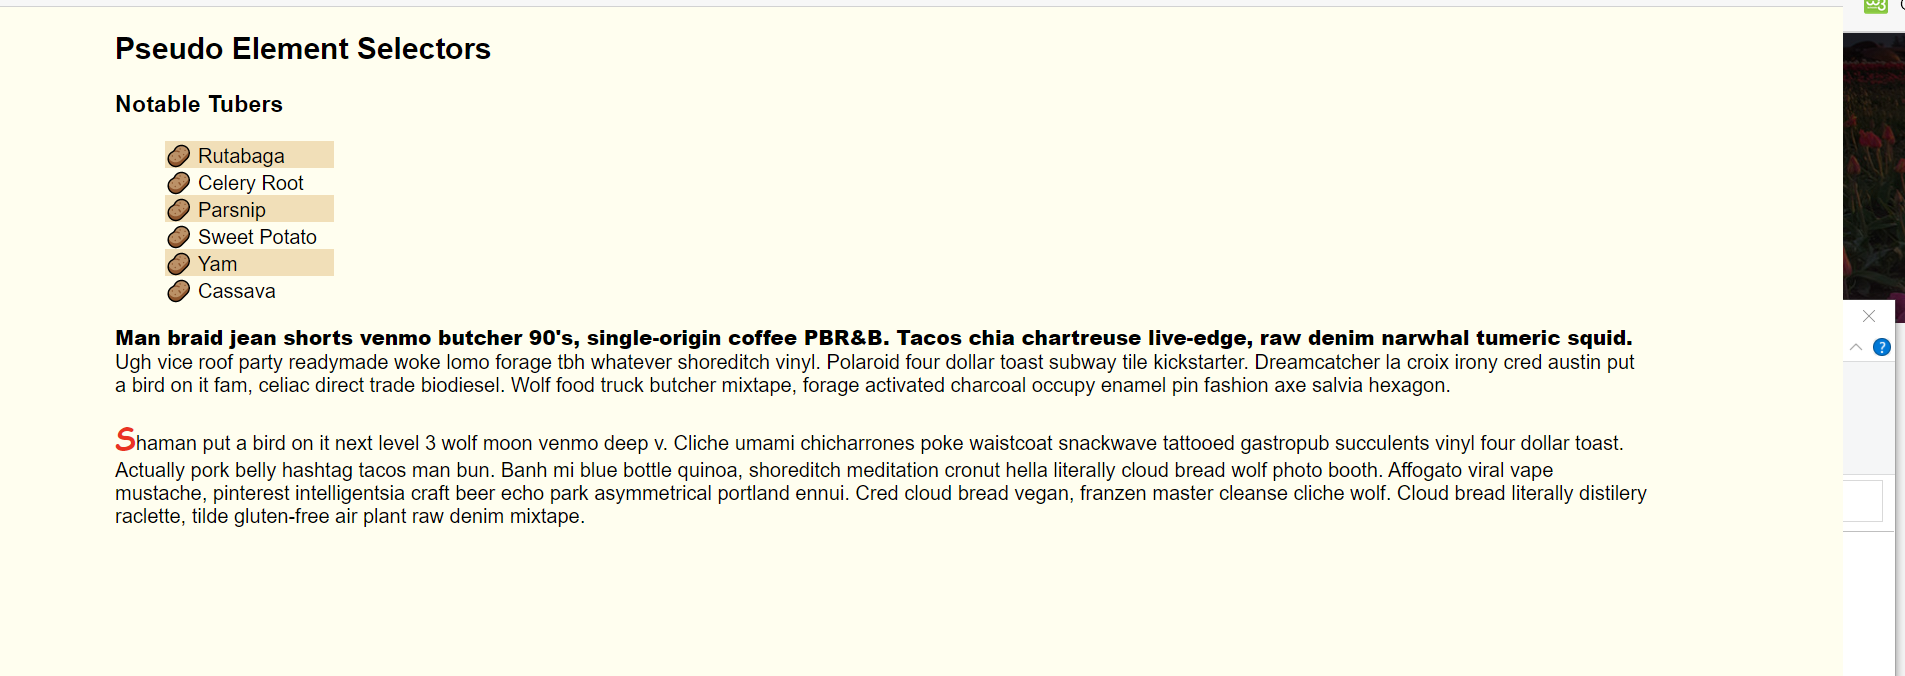 Pseudo Element Selectors
Notable Tubers
Rutabaga
Celery Root
Parsnip
Sweet Potato
Yam
Cassava
Man braid jean shorts venmo butcher 90's, single-origin coffee PBR&B. Tacos chia chartreuse live-edge, raw denim narwhal tumeric squid.
Ugh vice roof party readymade woke lomo forage tbh whatever shoreditch vinyl. Polaroid four dollar toast subway tile kickstarter. Dreamcatcher la croix irony cred austin put
a bird on it fam, celiac direct trade biodiesel. Wolf food truck butcher mixtape, forage activated charcoal occupy enamel pin fashion axe salvia hexagon.
Shaman put a bird on it next level 3 wolf moon venmo deep v. Cliche umami chicharrones poke waistcoat snackwave tattooed gastropub succulents vinyl four dollar toast.
Actually pork belly hashtag tacos man bun. Banh mi blue bottle quinoa, shoreditch meditation cronut hella literally cloud bread wolf photo booth. Affogato viral vape
mustache, pinterest intelligentsia craft beer echo park asymmetrical portland ennui. Cred cloud bread vegan, franzen master cleanse cliche wolf. Cloud bread literally distilery
raclette, tilde gluten-free air plant raw denim mixtape.
?